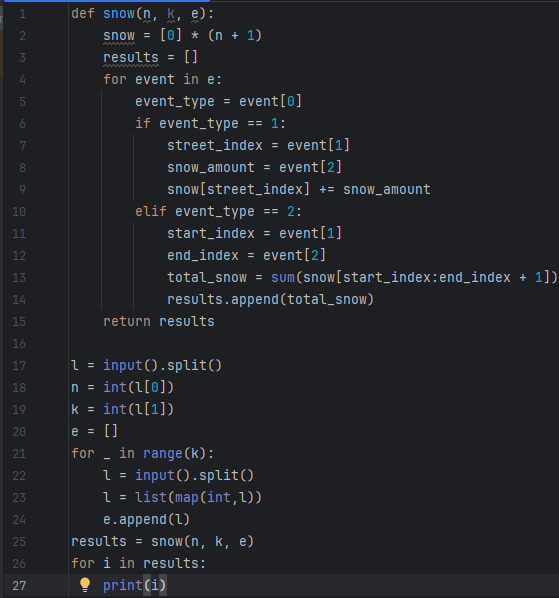 1 def snow(n, k, e):
2     snow = [0] * (n + 1)
3     results = []
4     for event in e:
5         event_type = event[0]
6         if event_type == 1:
7             street_index = event[1]
8             snow_amount = event[2]
9             snow[street_index] += snow_amount
10         elif event_type == 2:
11             start_index = event[1]
12             end_index = event[2]
13             total_snow = sum(snow[start_index:end_index + 1])
14             results.append(total_snow)
15     return results
16
17 l = input().split()
18 n = int(l[0])
19 k = int(l[1])
20 e = []
21 for _ in range(k):
22     l = input().split()
23     l = list(map(int,l))
24     e.append(l)
25 results = snow(n, k, e)
26 for i in results:
27     print(i)